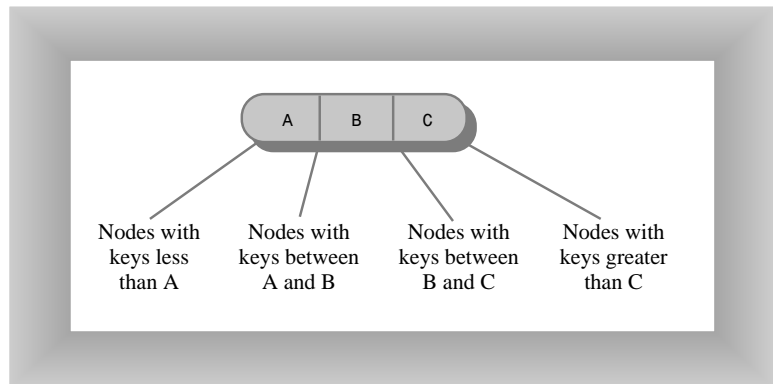 A B C
Nodes with keys less than A
Nodes with keys between A and B
Nodes with keys between B and C
Nodes with keys greater than C